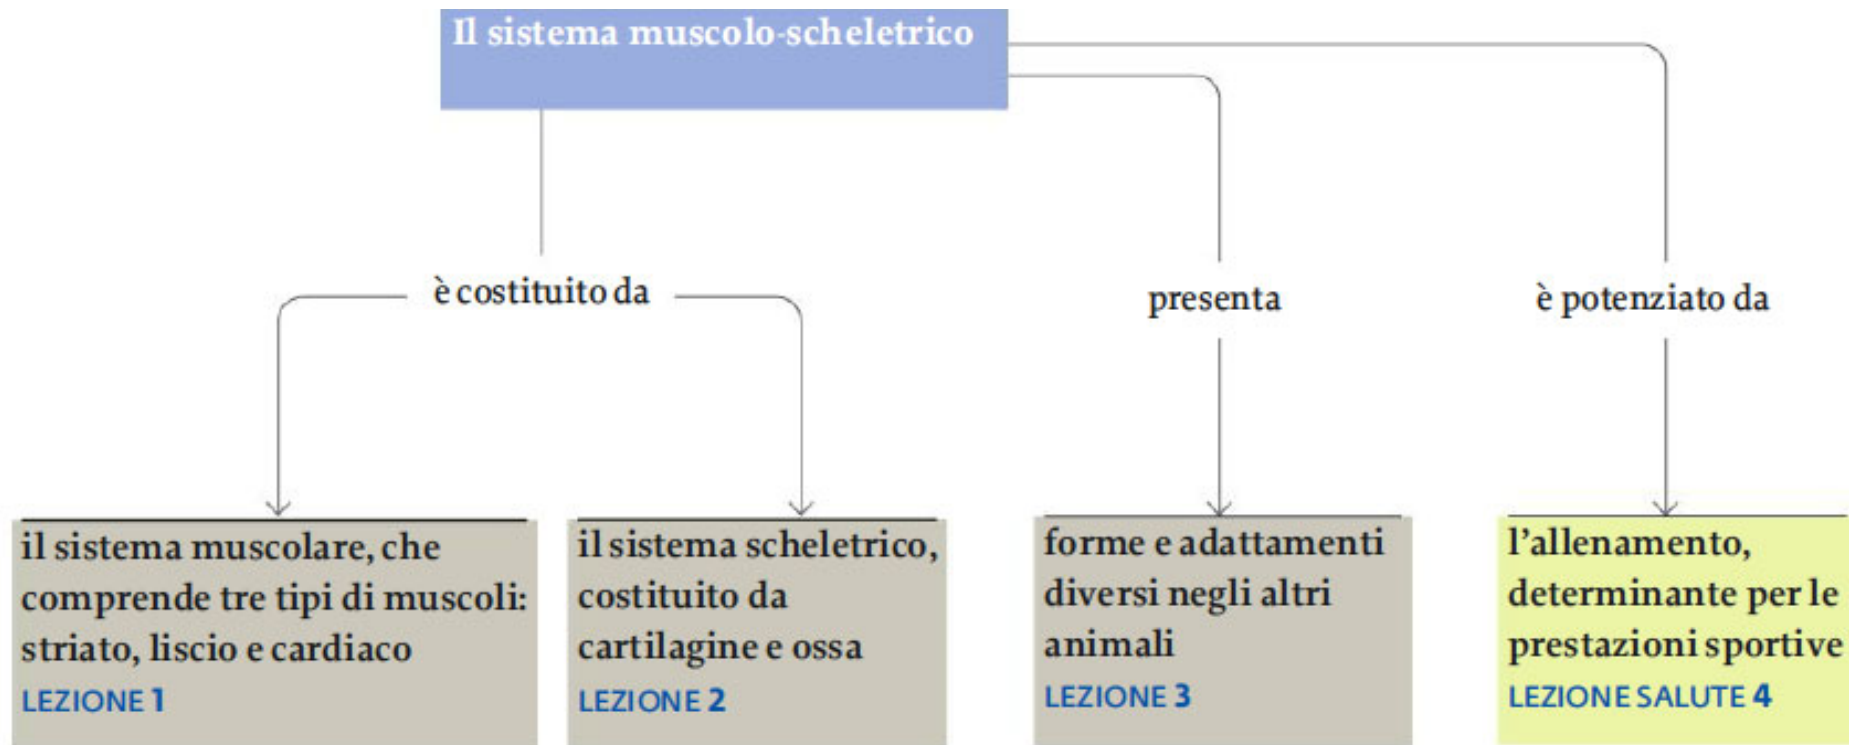 Il sistema muscolo-scheletrico
è costituito da
presenta
è potenziato da
il sistema muscolare, che
comprende tre tipi di muscoli:
striato, liscio e cardiaco
LEZIONE 1
il sistema scheletrico,
costituito da
cartilagine e ossa
LEZIONE 2
forme e adattamenti
diversi negli altri
animali
LEZIONE 3
l'allenamento,
determinante per le
prestazioni sportive
LEZIONE SALUTE 4